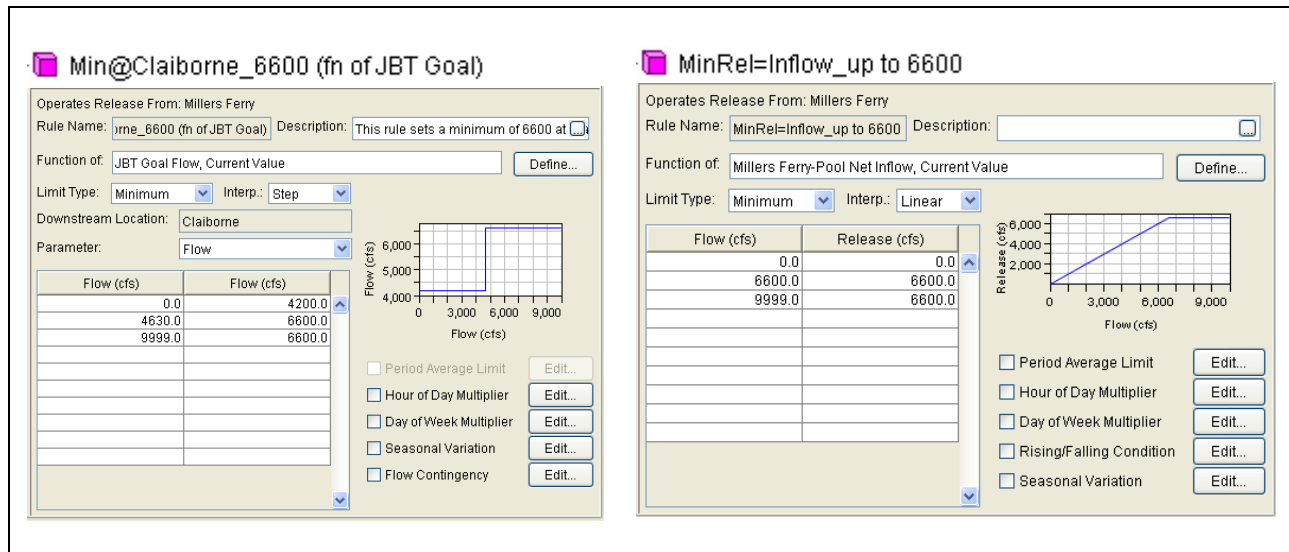 Min@Claiborne_6600 (fn of JBT Goal)
Operates Release From: Millers Ferry
Rule Name: orne_6600 (fn of JBT Goal) Description: This rule sets a minimum of 6600 at ...
Function of: JBT Goal Flow, Current Value Define...
Limit Type: Minimum Interp.: Step
Downstream Location: Claiborne
Parameter: Flow
Flow (cfs) Flow (cfs)
0.0 4200.0
4630.0 6600.0
9999.0 6600.0
Flow (cfs)
6,000
5,000
4,000
0 3,000 6,000 9,000
Flow (cfs)
Period Average Limit Edit...
Hour of Day Multiplier Edit...
Day of Week Multiplier Edit...
Seasonal Variation Edit...
Flow Contingency Edit...
MinRel=Inflow_up to 6600
Operates Release From: Millers Ferry
Rule Name: MinRel=Inflow_up to 6600 Description: ...
Function of: Millers Ferry-Pool Net Inflow, Current Value Define...
Limit Type: Minimum Interp.: Linear
Flow (cfs) Release (cfs)
0.0 0.0
6600.0 6600.0
9999.0 6600.0
Release (cfs)
6,000
4,000
2,000
0 3,000 6,000 9,000
Flow (cfs)
Period Average Limit Edit...
Hour of Day Multiplier Edit...
Day of Week Multiplier Edit...
Rising/Falling Condition Edit...
Seasonal Variation Edit...